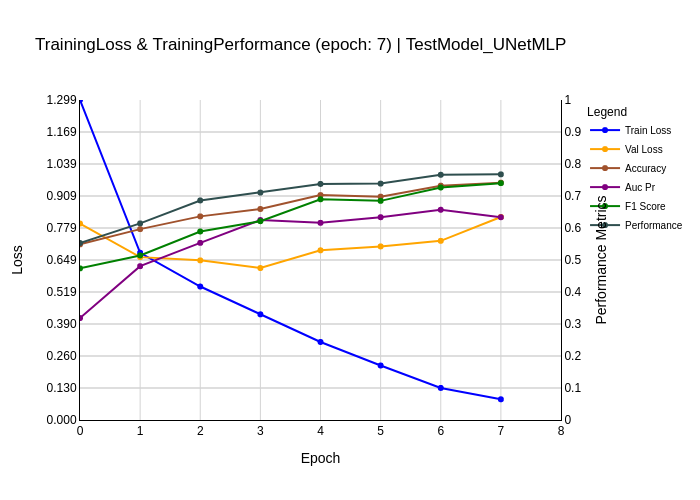 TrainingLoss & TrainingPerformance (epoch: 7) | TestModel_UNetMLP
1.299
1.169
1.039
0.909
0.779
0.649
0.519
0.390
0.260
0.130
0.000
Loss
0 1 2 3 4 5 6 7 8
Epoch
1
0.9
0.8
0.7
0.6
0.5
0.4
0.3
0.2
0.1
0
Performance Metrics
Legend
Train Loss
Val Loss
Accuracy
Auc Pr
F1 Score
Performance